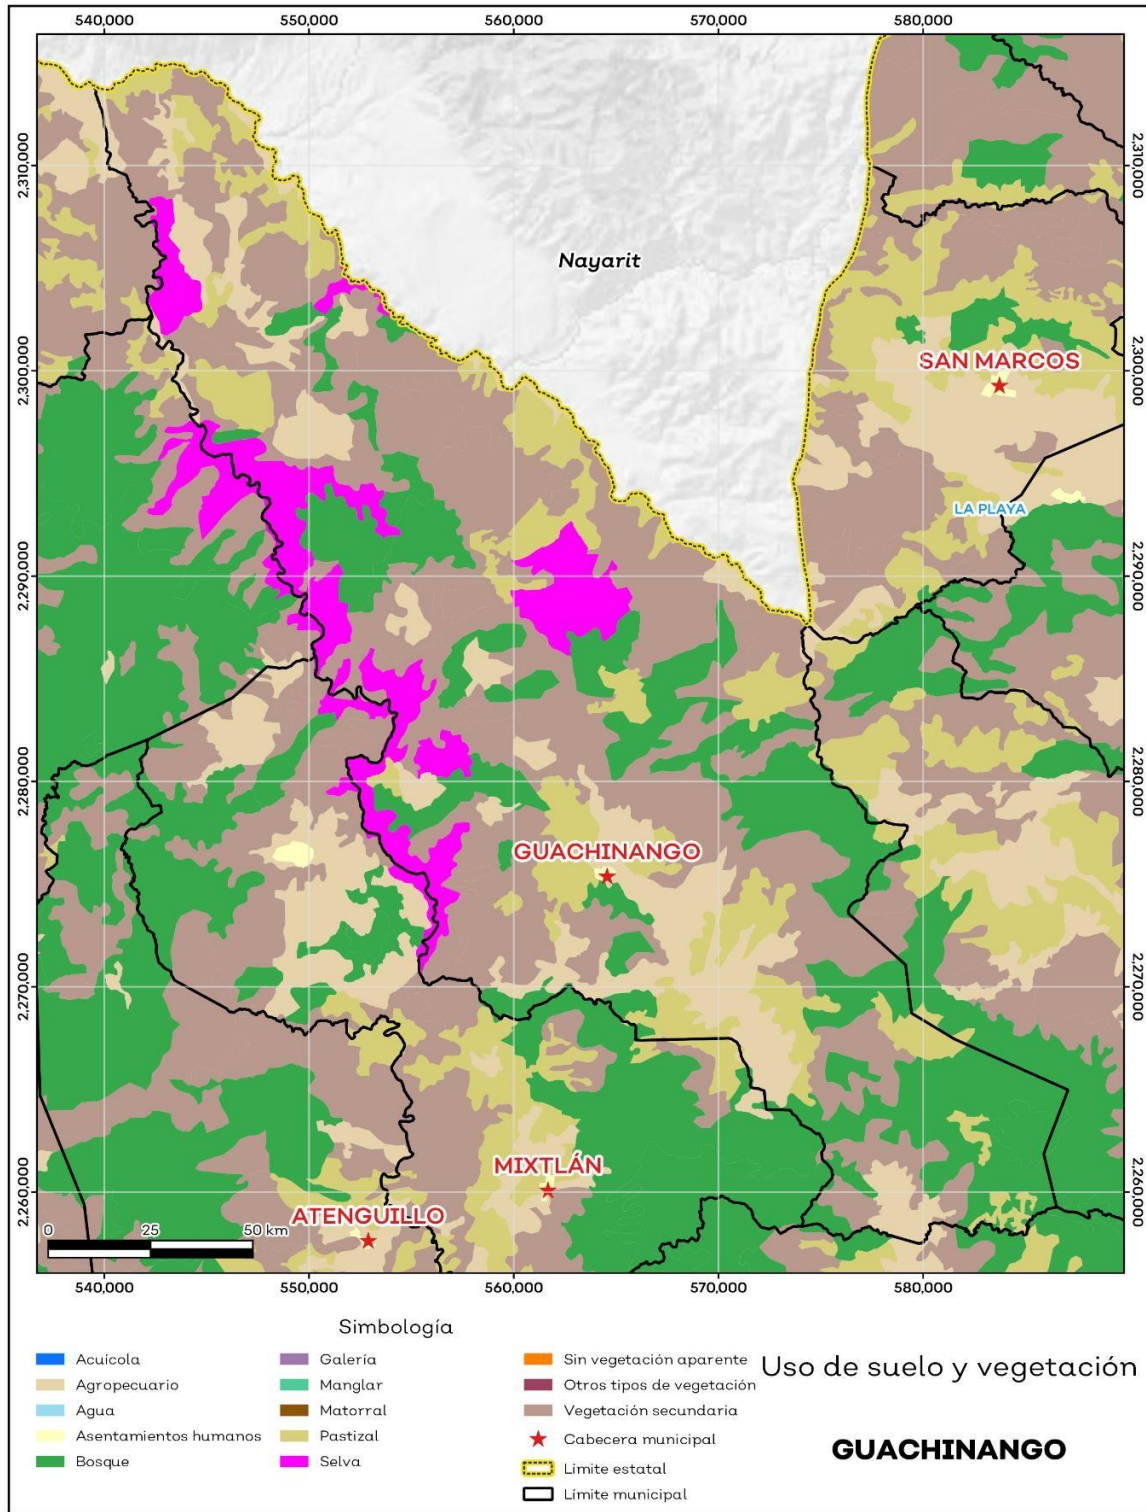 540,000 550,000 560,000 570,000 580,000
2,310,000 2,310,000
Nayarit
2,300,000 SAN MARCOS 2,300,000
LA PLAYA
2,290,000 2,290,000
2,280,000 2,280,000
GUACHINANGO
2,270,000 2,270,000
MIXTLÁN
2,260,000 2,260,000
ATENGUILLO
0 25 50 km
540,000 550,000 560,000 570,000 580,000
Simbología
Acuícola
Agropecuario
Agua
Asentamientos humanos
Bosque
Galería
Manglar
Matorral
Pastizal
Selva
Sin vegetación aparente
Otros tipos de vegetación
Vegetación secundaria
Cabecera municipal
Límite estatal
Límite municipal
Uso de suelo y vegetación
GUACHINANGO